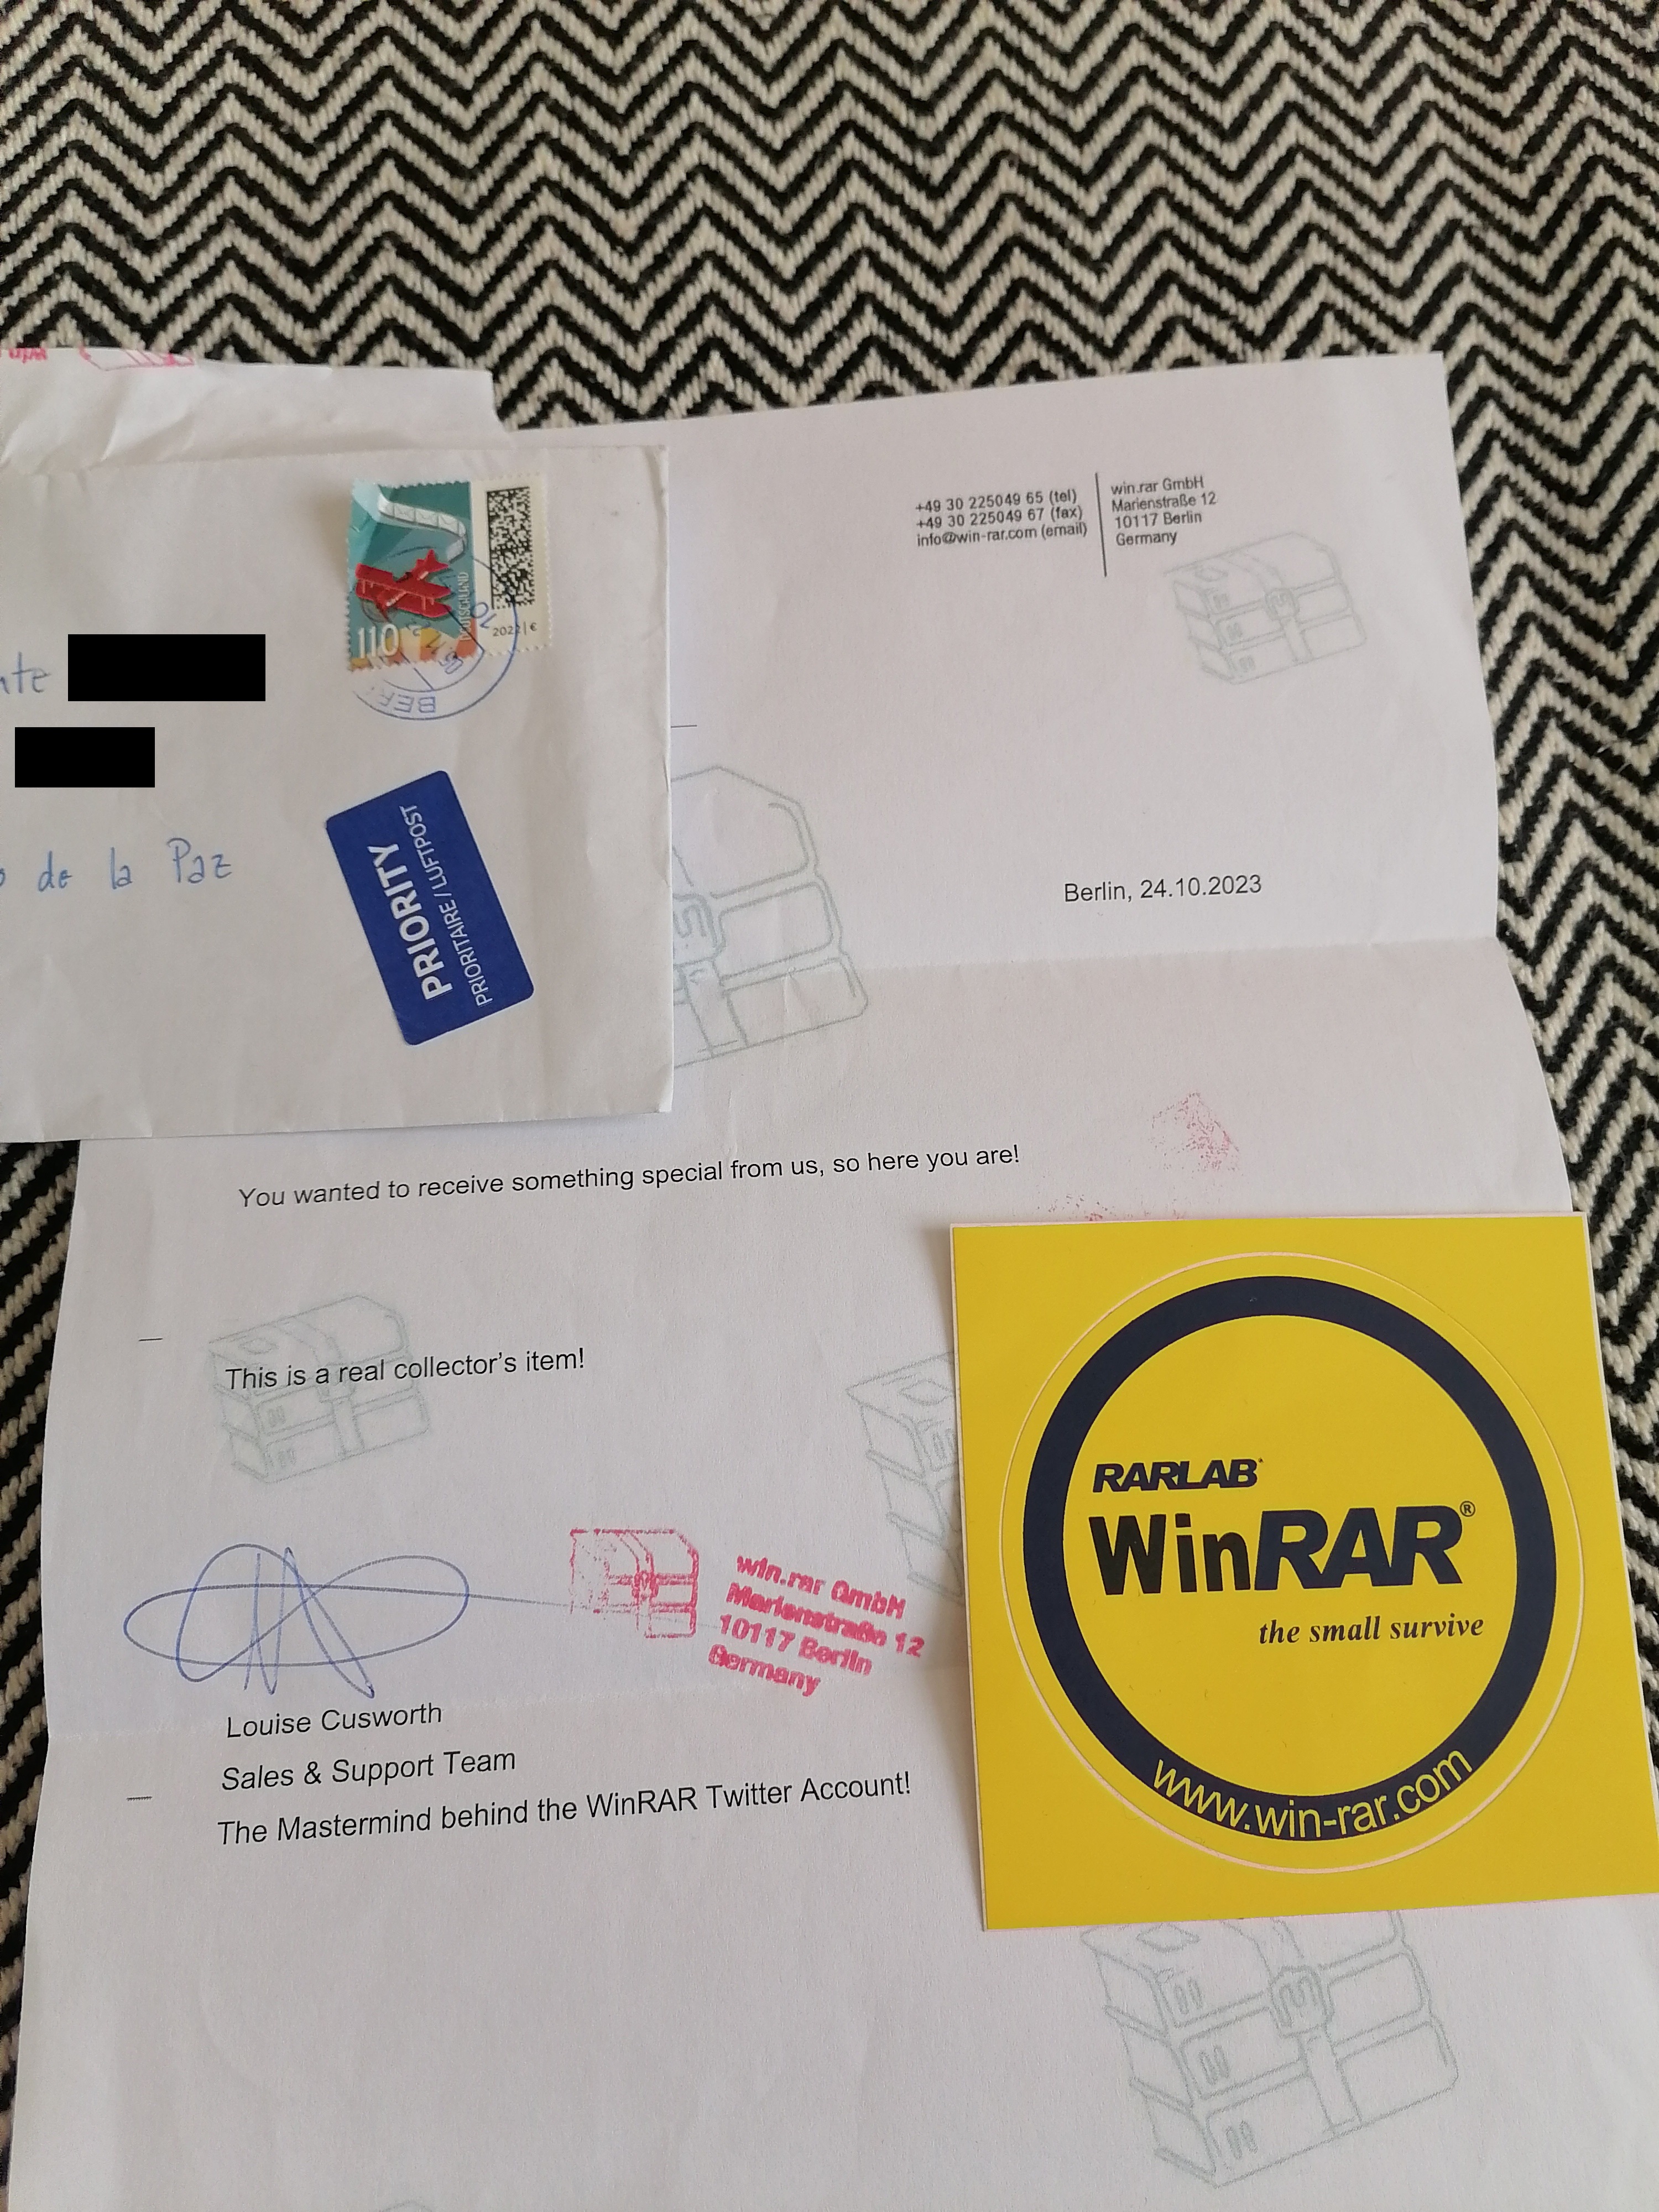 110
DEUTSCHLAND
2022 | €
de la Paz
PRIORITY
PRIORITAIRE / LUFTPOST
+49 30 225049 65 (tel)
+49 30 225049 67 (fax)
info@win-rar.com (email)
win.rar GmbH
Marienstraße 12
10117 Berlin
Germany
Berlin, 24.10.2023
You wanted to receive something special from us, so here you are!
This is a real collector's item!
win.rar GmbH
Marienstraße 12
10117 Berlin
Germany
Louise Cusworth
Sales & Support Team
The Mastermind behind the WinRAR Twitter Account!
RARLAB
WinRAR®
the small survive
www.win-rar.com